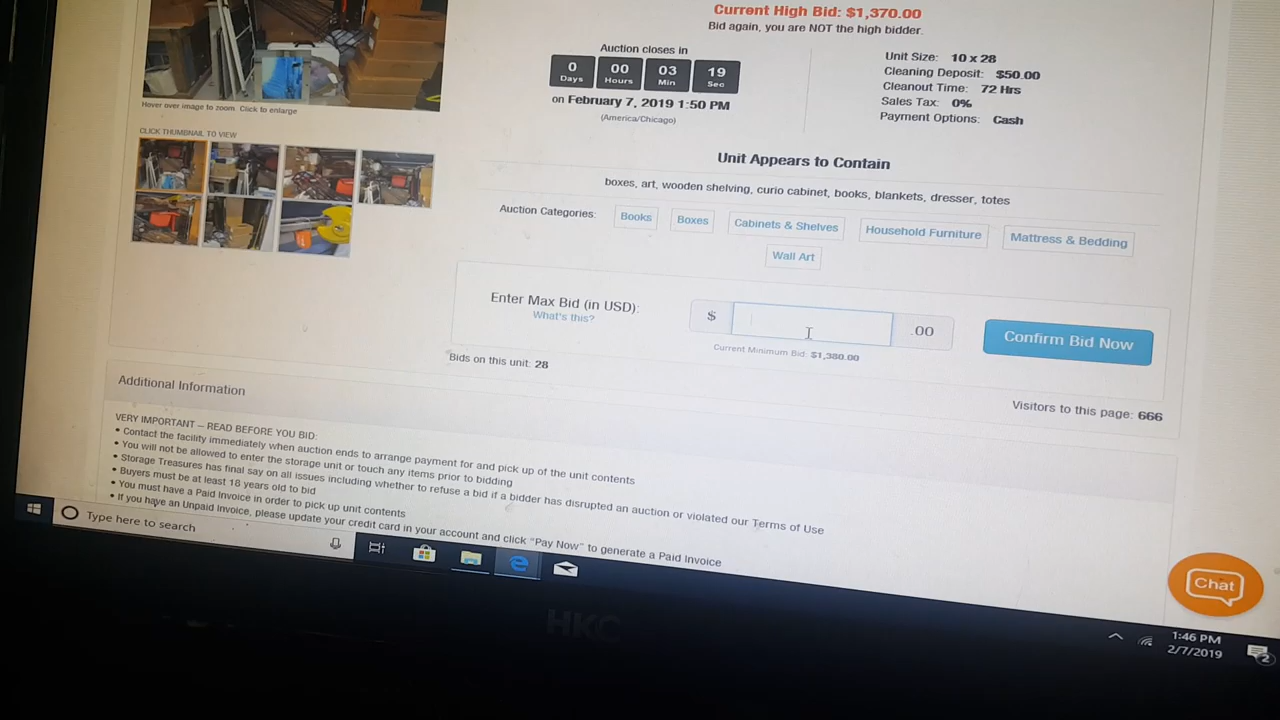 Current High Bid: $1,370.00
Bid again, you are NOT the high bidder.
Auction closes in
0 00 03 19
Days Hours Min Sec
on February 7, 2019 1:50 PM
(America/Chicago)
Unit Size: 10 x 28
Cleaning Deposit: $50.00
Cleanout Time: 72 Hrs
Sales Tax: 0%
Payment Options: Cash
Hover over image to zoom. Click to enlarge
CLICK THUMBNAIL TO VIEW
Unit Appears to Contain
boxes, art, wooden shelving, curio cabinet, books, blankets, dresser, totes
Auction Categories: Books Boxes Cabinets & Shelves Household Furniture Mattress & Bedding
Wall Art
Enter Max Bid (in USD): $ .00 Confirm Bid Now
What's this?
Current Minimum Bid: $1,380.00
Bids on this unit: 28
Visitors to this page: 666
Additional Information
VERY IMPORTANT – READ BEFORE YOU BID:
• Contact the facility immediately when auction ends to arrange payment for and pick up of the unit contents
• You will not be allowed to enter the storage unit or touch any items prior to bidding
• Storage Treasures has final say on all issues including whether to refuse a bid if a bidder has disrupted an auction or violated our Terms of Use
• Buyers must be at least 18 years old to bid
• You must have a Paid Invoice in order to pick up unit contents
• If you have an Unpaid Invoice, please update your credit card in your account and click "Pay Now" to generate a Paid Invoice
Type here to search
Chat
1:46 PM
2/7/2019
2
HKC